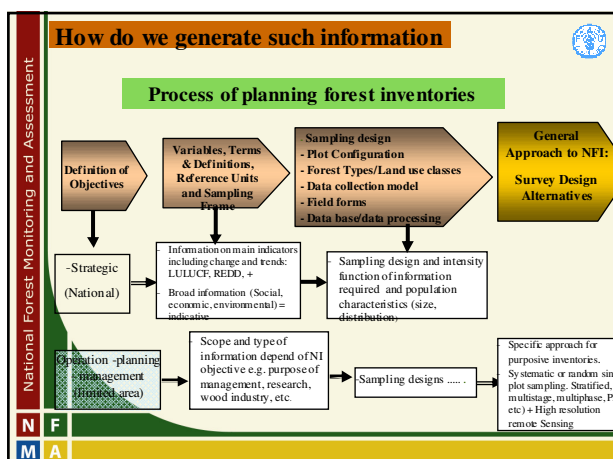 How do we generate such information
Process of planning forest inventories
National Forest Monitoring and Assessment
Definition of
Objectives
Variables, Terms
& Definitions,
Reference Units
and Sampling
Frame
Sampling design
- Plot Configuration
- Forest Types/Land use classes
- Data collection model
- Field forms
- Data base/data processing
General
Approach to NFI:
Survey Design
Alternatives
-Strategic
(National)
- Information on main indicators
including change and trends:
LULUCF, REDD, +
- Broad information (Social,
economic, environmental) =
indicative
- Sampling design and intensity
function of information
required and population
characteristics (size,
distribution)
Operation -planning
-management
(limited area)
- Scope and type of
information depend of NI
objective e.g. purpose of
management, research,
wood industry, etc.
-Sampling designs ..... .
- Specific approach for
purposive inventories.
- Systematic or random sin
plot sampling. Stratified,
multistage, multiphase, P
etc) + High resolution
remote Sensing
N F
M A